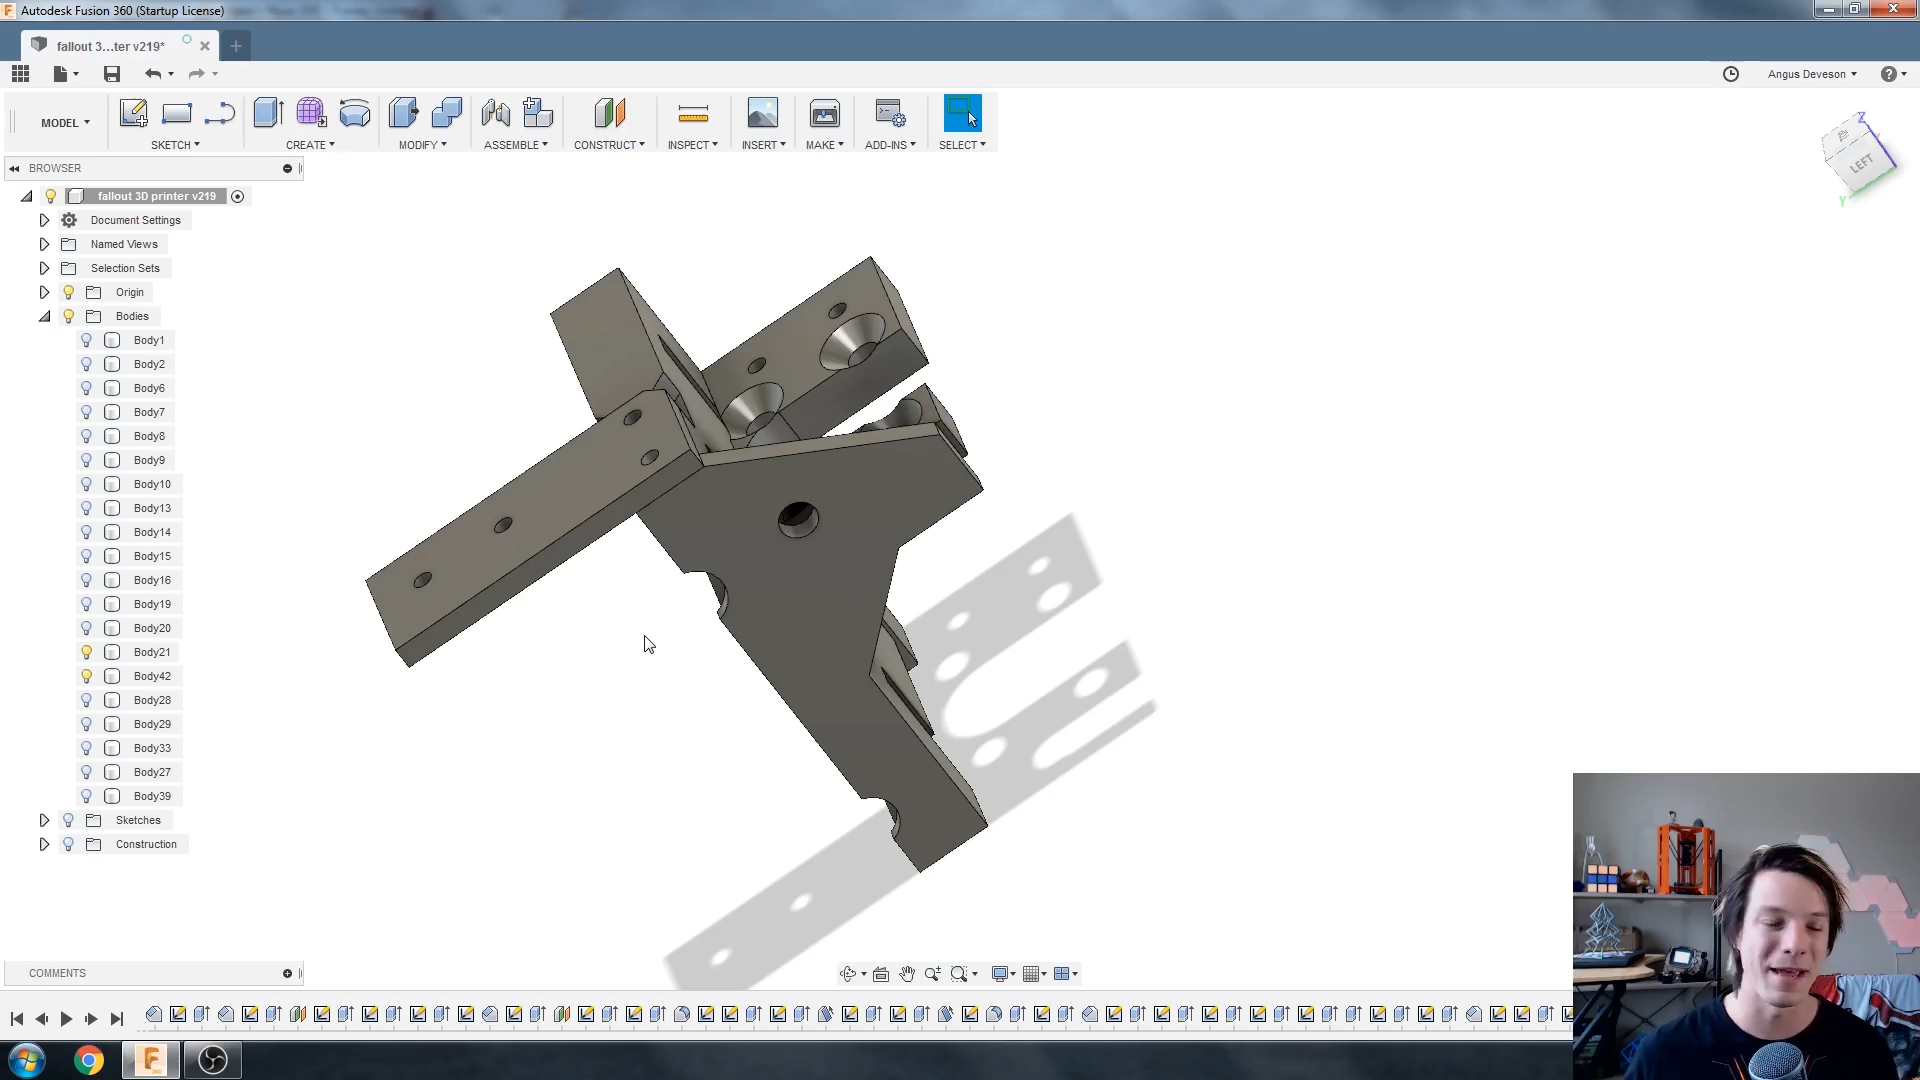 Autodesk Fusion 360 (Startup License)
fallout 3...ter v219*
Angus Deveson
MODEL
SKETCH
CREATE
MODIFY
ASSEMBLE
CONSTRUCT
INSPECT
INSERT
MAKE
ADD-INS
SELECT
BROWSER
fallout 3D printer v219
Document Settings
Named Views
Selection Sets
Origin
Bodies
Body1
Body2
Body6
Body7
Body8
Body9
Body10
Body13
Body14
Body15
Body16
Body19
Body20
Body21
Body42
Body28
Body29
Body33
Body27
Body39
Sketches
Construction
Z
LEFT
Y
COMMENTS